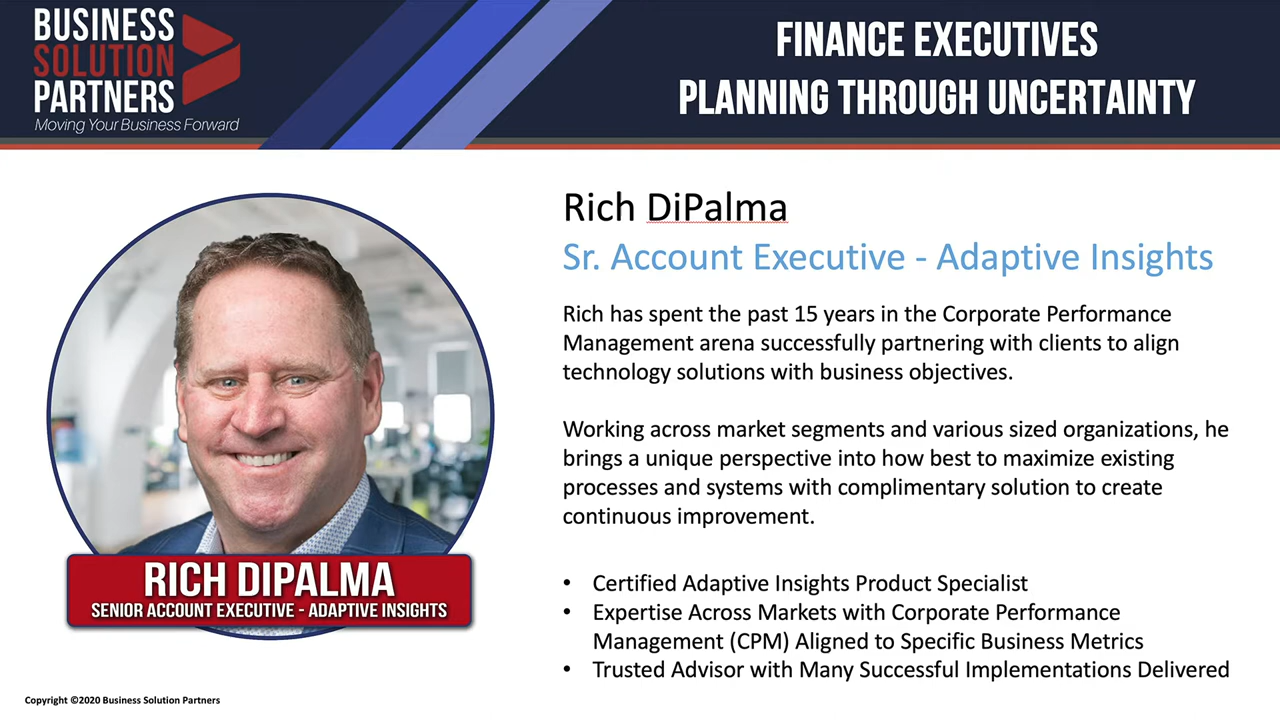 BUSINESS
SOLUTION
PARTNERS
Moving Your Business Forward
FINANCE EXECUTIVES
PLANNING THROUGH UNCERTAINTY
Rich DiPalma
Sr. Account Executive - Adaptive Insights
Rich has spent the past 15 years in the Corporate Performance
Management arena successfully partnering with clients to align
technology solutions with business objectives.
Working across market segments and various sized organizations, he
brings a unique perspective into how best to maximize existing
processes and systems with complimentary solution to create
continuous improvement.
• Certified Adaptive Insights Product Specialist
• Expertise Across Markets with Corporate Performance
Management (CPM) Aligned to Specific Business Metrics
• Trusted Advisor with Many Successful Implementations Delivered
RICH DIPALMA
SENIOR ACCOUNT EXECUTIVE - ADAPTIVE INSIGHTS
Copyright ©2020 Business Solution Partners